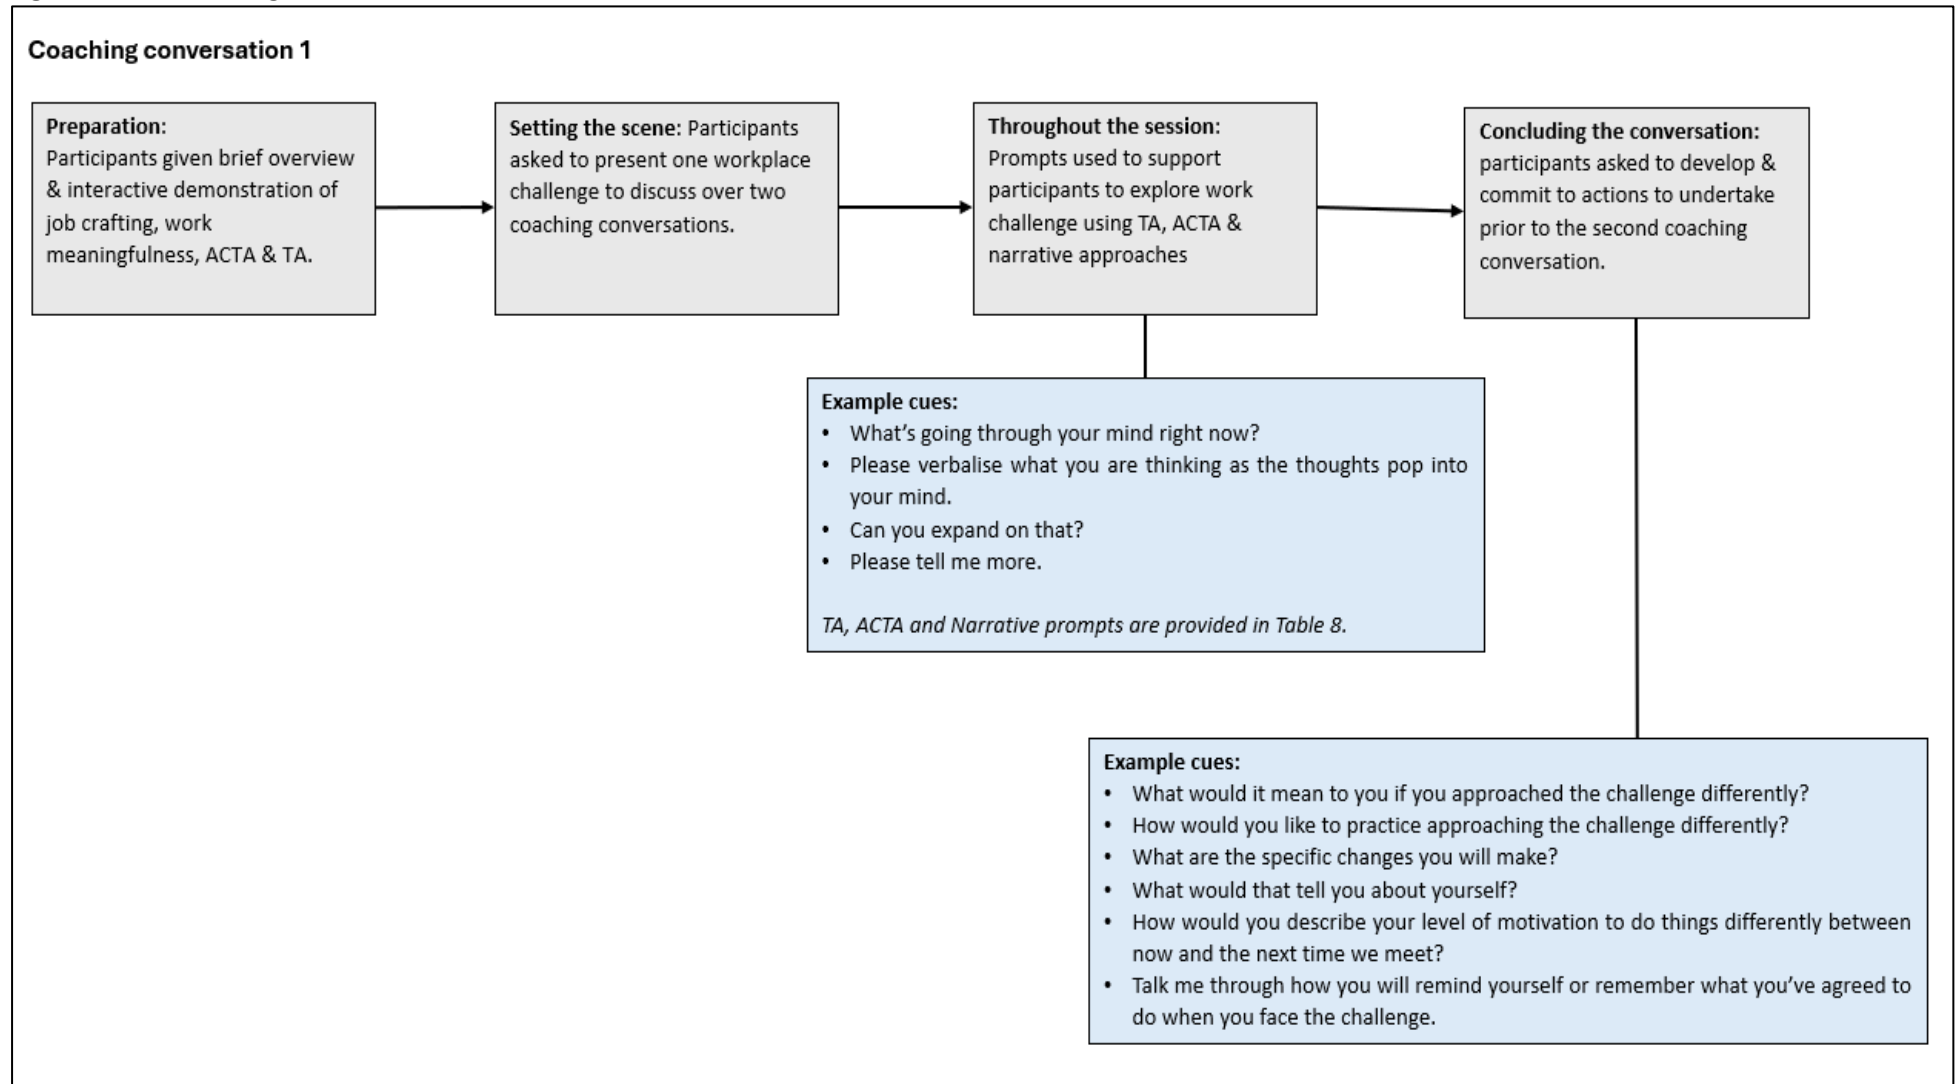 Coaching conversation 1
Preparation:
Participants given brief overview
& interactive demonstration of
job crafting, work
meaningfulness, ACTA & TA.
Setting the scene: Participants
asked to present one workplace
challenge to discuss over two
coaching conversations.
Throughout the session:
Prompts used to support
participants to explore work
challenge using TA, ACTA &
narrative approaches
Concluding the conversation:
participants asked to develop &
commit to actions to undertake
prior to the second coaching
conversation.
Example cues:
• What's going through your mind right now?
• Please verbalise what you are thinking as the thoughts pop into
your mind.
• Can you expand on that?
• Please tell me more.
TA, ACTA and Narrative prompts are provided in Table 8.
Example cues:
• What would it mean to you if you approached the challenge differently?
• How would you like to practice approaching the challenge differently?
• What are the specific changes you will make?
• What would that tell you about yourself?
• How would you describe your level of motivation to do things differently between
now and the next time we meet?
• Talk me through how you will remind yourself or remember what you've agreed to
do when you face the challenge.